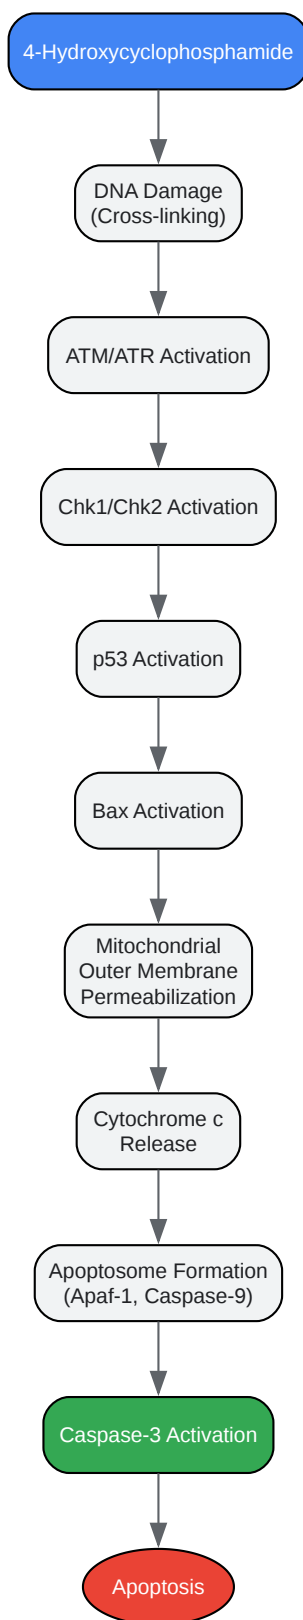 4-Hydroxycyclophosphamide
DNA Damage
(Cross-linking)
ATM/ATR Activation
Chk1/Chk2 Activation
p53 Activation
Bax Activation
Mitochondrial
Outer Membrane
Permeabilization
Cytochrome c
Release
Apoptosome Formation
(Apaf-1, Caspase-9)
Caspase-3 Activation
Apoptosis